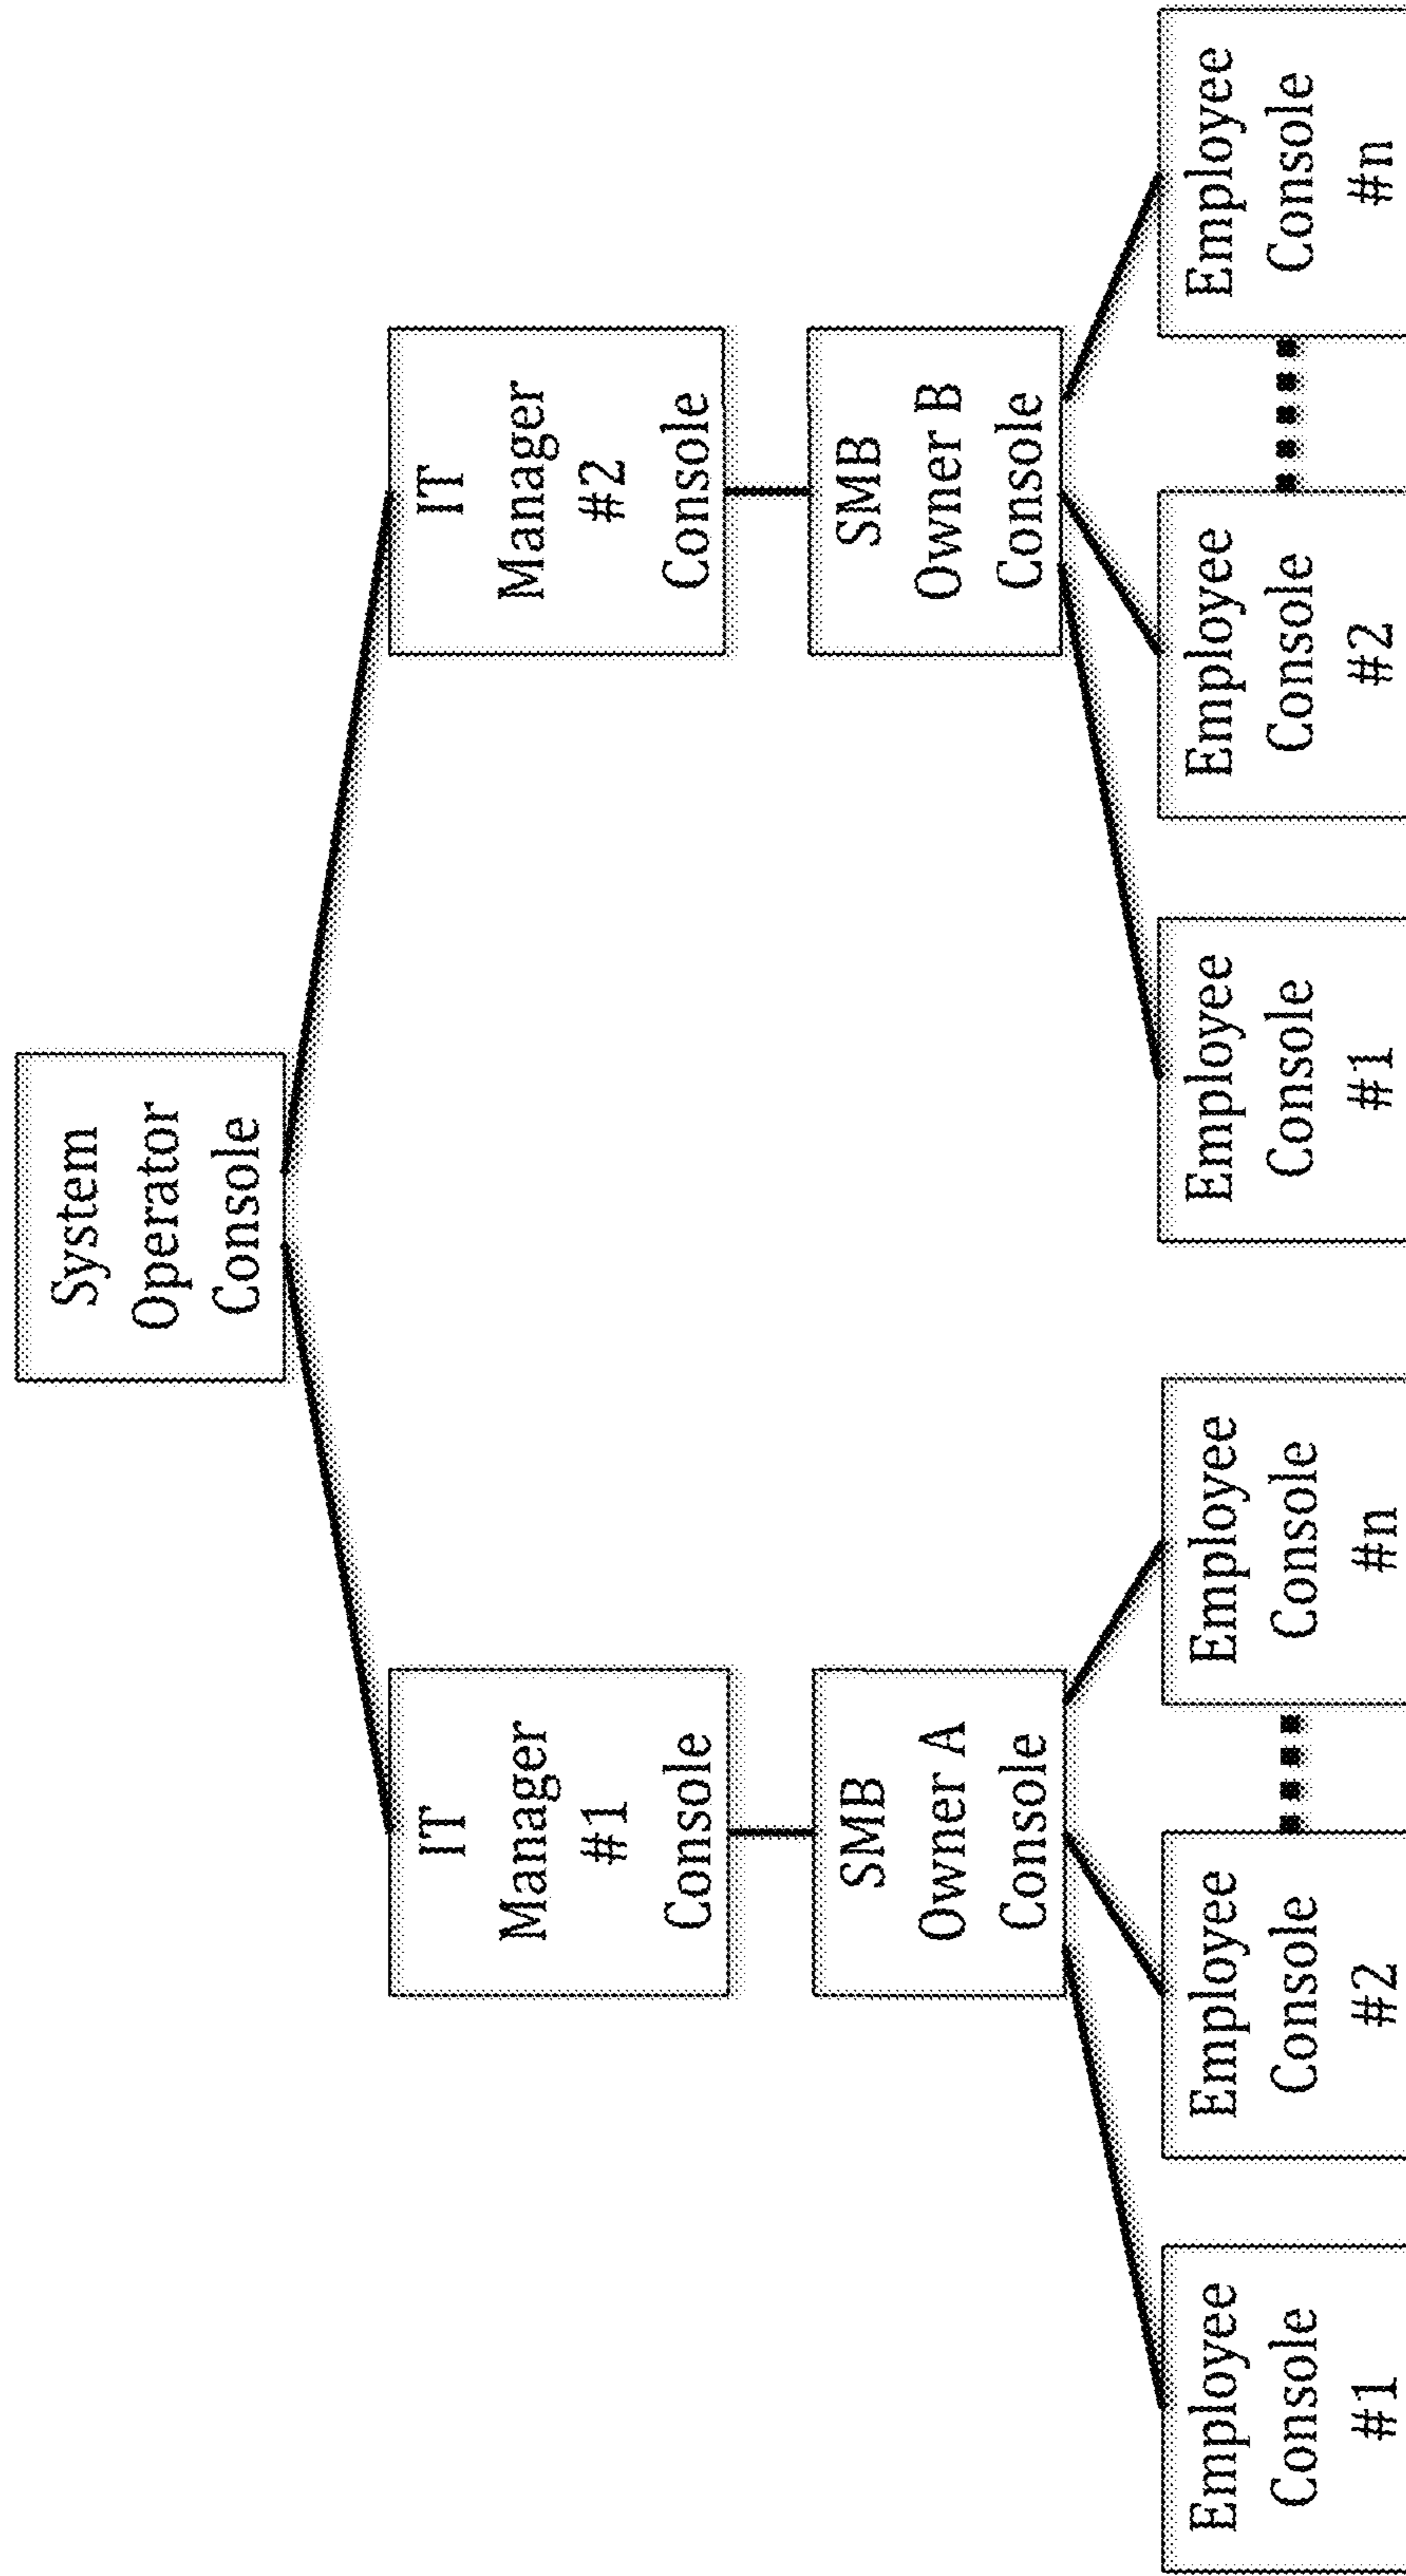 System
Operator
Console
IT
Manager
#1
Console
IT
Manager
#2
Console
SMB
Owner A
Console
SMB
Owner B
Console
Employee
Console
#1
Employee
Console
#2
Employee
Console
#n
Employee
Console
#1
Employee
Console
#2
Employee
Console
#n